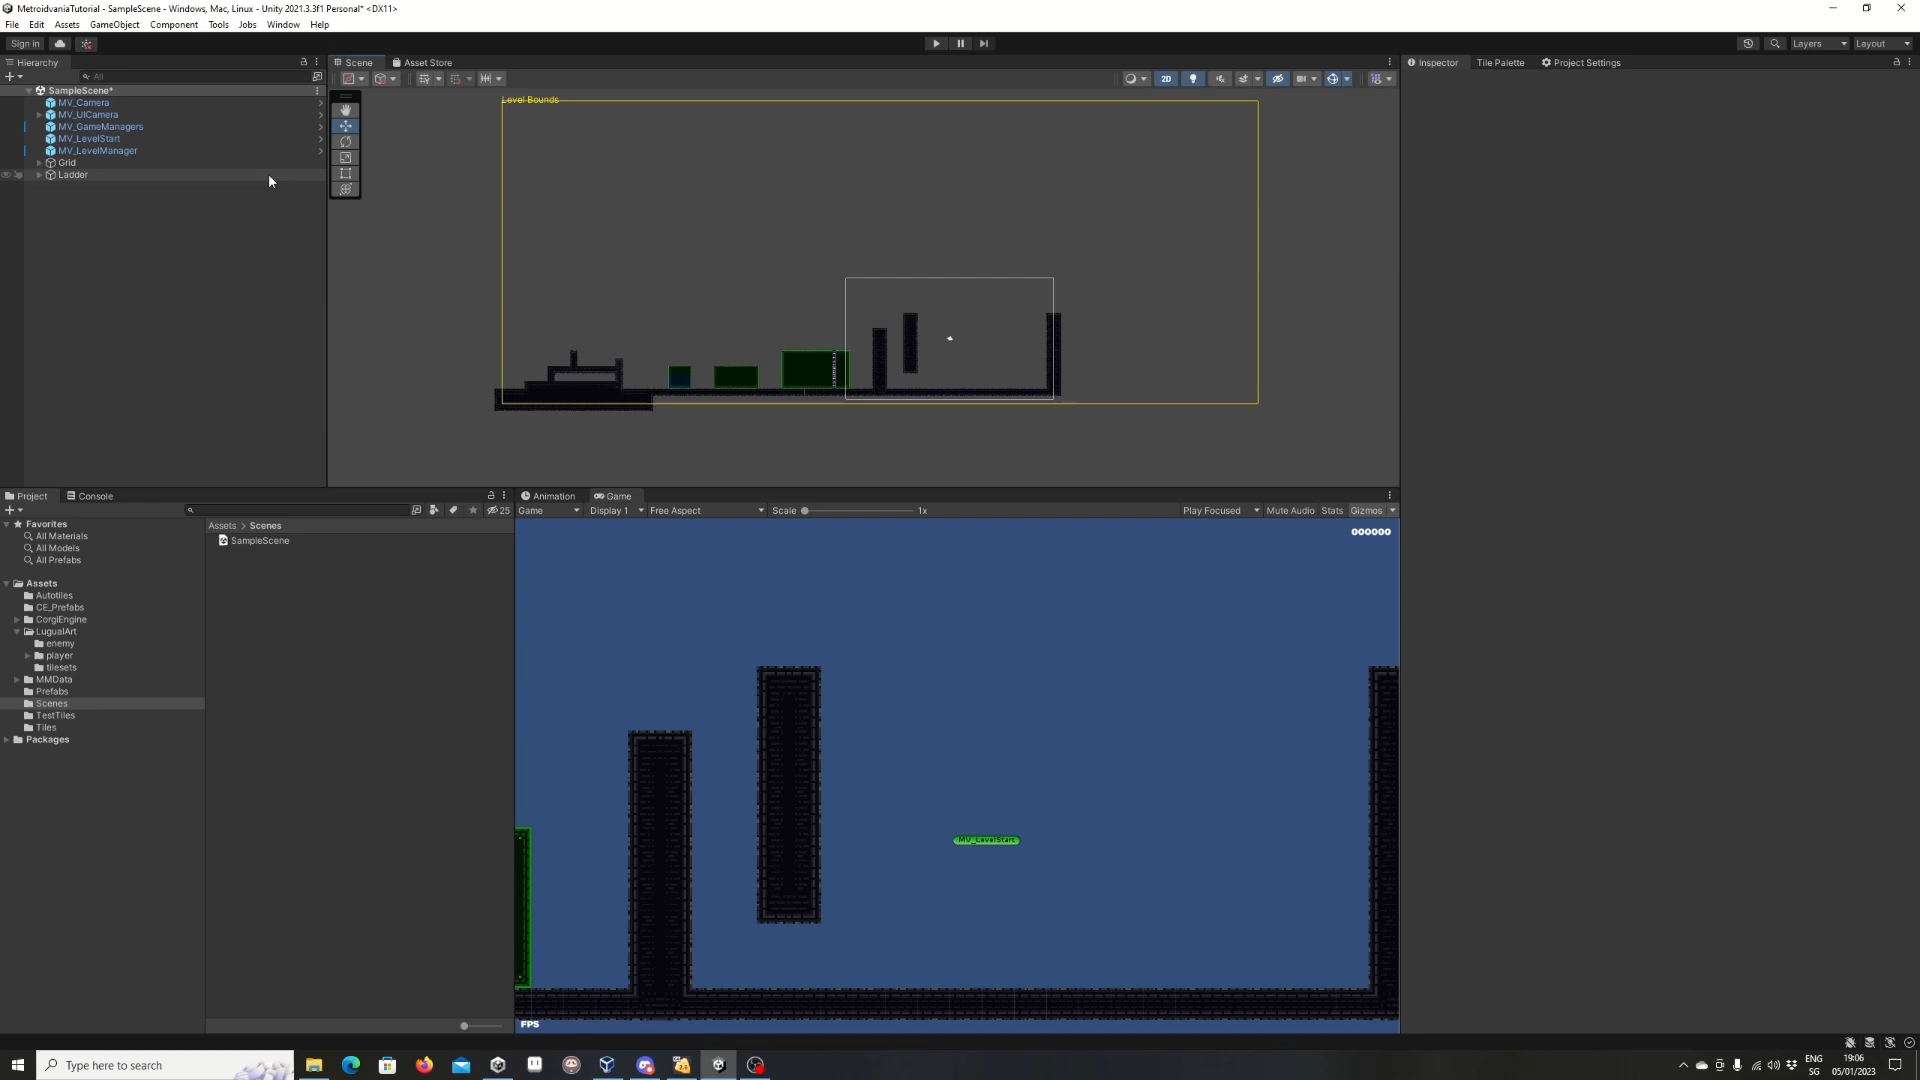 MetroidvaniaTutorial - SampleScene - Windows, Mac, Linux - Unity 2021.3.3f1 Personal* <DX11>
File Edit Assets GameObject Component Tools Jobs Window Help
Sign in Layers Layout
Hierarchy
All
SampleScene*
MV_Camera
MV_UICamera
MV_GameManagers
MV_LevelStart
MV_LevelManager
Grid
Ladder
Scene Asset Store
2D
Level Bounds
Inspector Tile Palette Project Settings
Project Console
25
Favorites
All Materials
All Models
All Prefabs
Assets
Autotiles
CE_Prefabs
CorgiEngine
LugualArt
enemy
player
tilesets
MMData
Prefabs
Scenes
TestTiles
Tiles
Packages
Assets > Scenes
SampleScene
Animation Game
Game Display 1 Free Aspect Scale 1x Play Focused Mute Audio Stats Gizmos
000000
MV_LevelStart
FPS
Type here to search
ENG
SG
19:06
05/01/2023